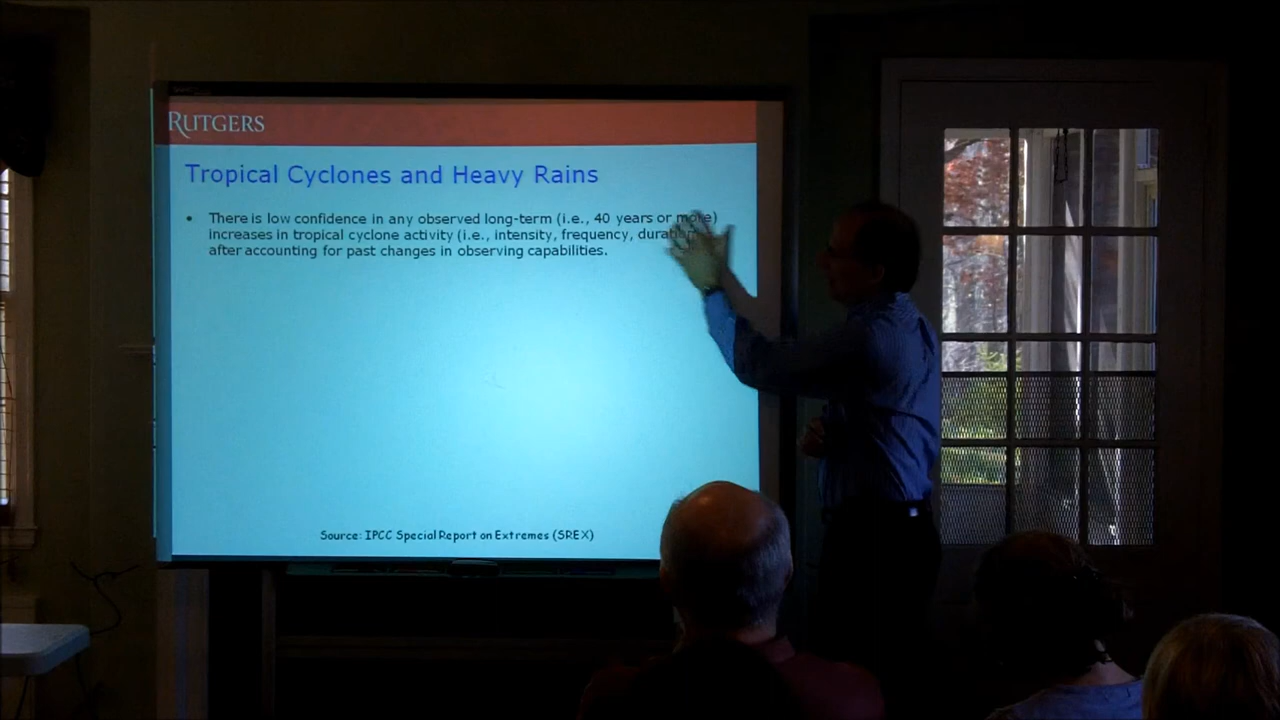 RUTGERS
Tropical Cyclones and Heavy Rains
• There is low confidence in any observed long-term (i.e., 40 years or more)
increases in tropical cyclone activity (i.e., intensity, frequency, duration)
after accounting for past changes in observing capabilities.
Source: IPCC Special Report on Extremes (SREX)